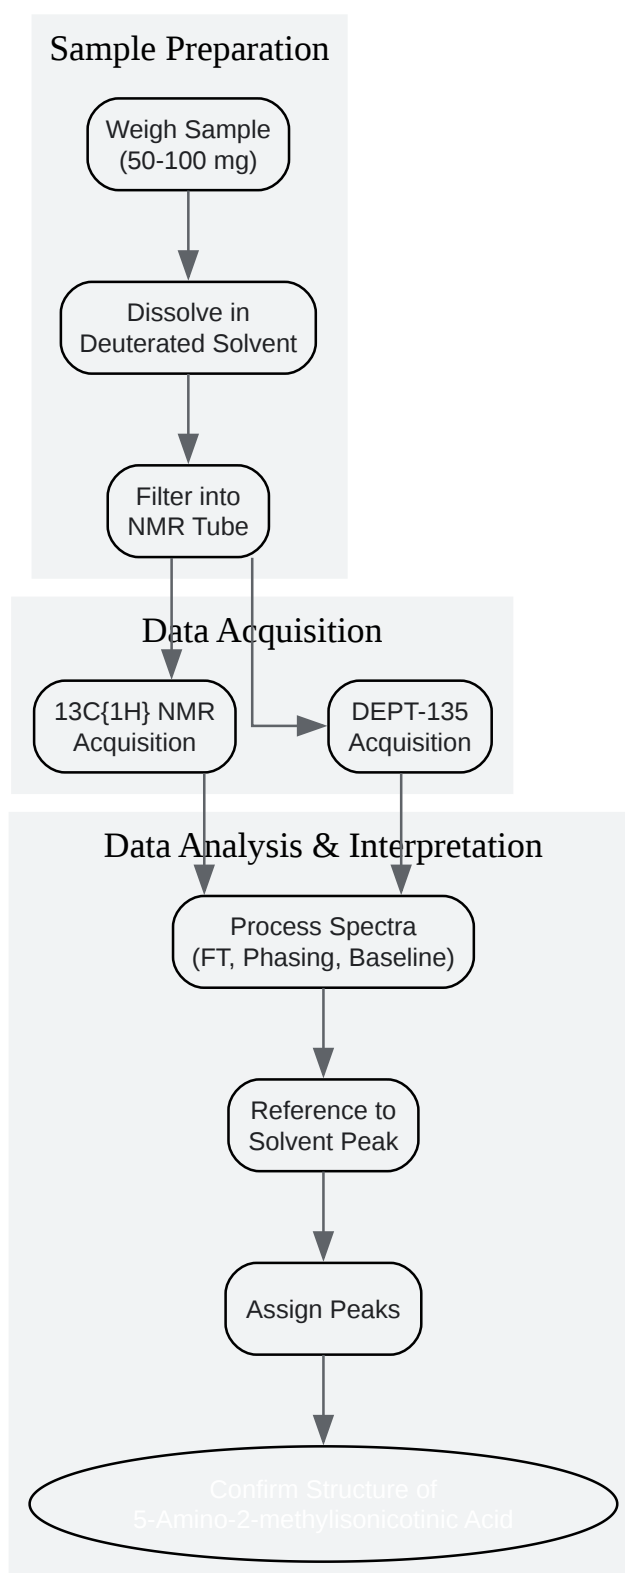 Sample Preparation
Weigh Sample
(50-100 mg)
Dissolve in
Deuterated Solvent
Filter into
NMR Tube
Data Acquisition
13C{1H} NMR
Acquisition
DEPT-135
Acquisition
Data Analysis & Interpretation
Process Spectra
(FT, Phasing, Baseline)
Reference to
Solvent Peak
Assign Peaks
Confirm Structure of
5-Amino-2-methylisonicotinic Acid